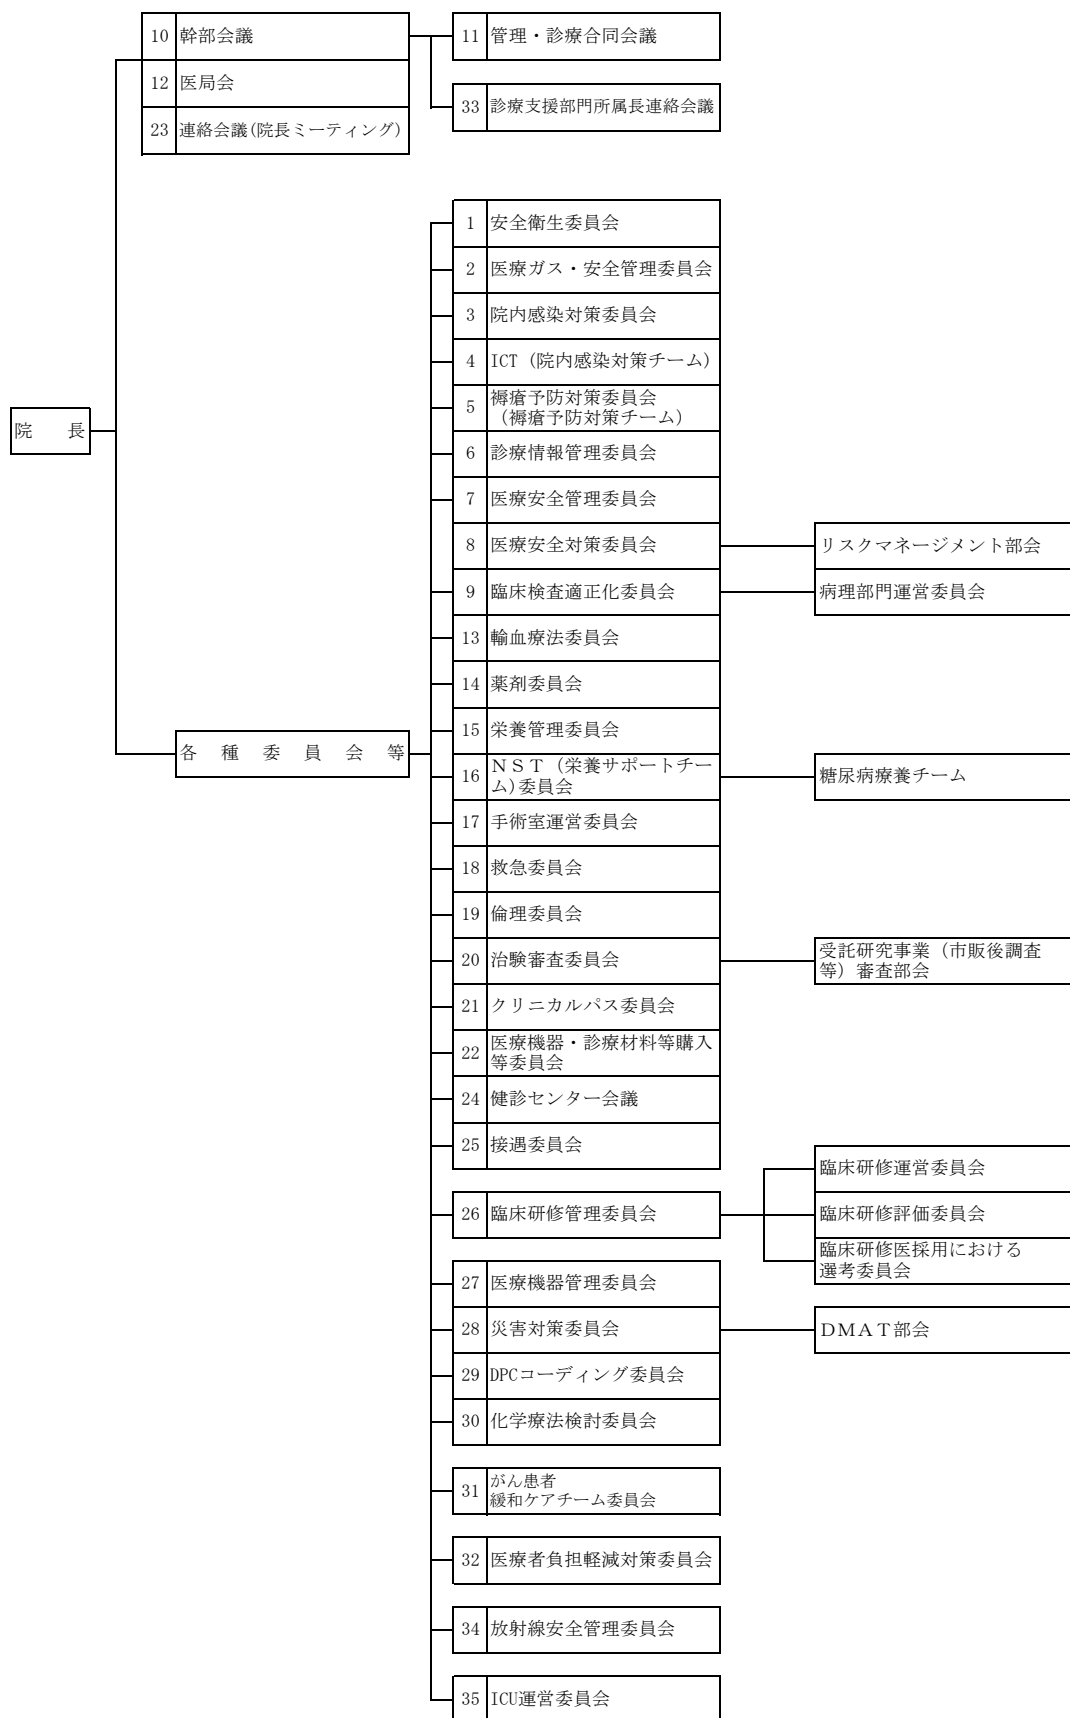 10 幹部会議
11 管理・診療合同会議
12 医局会
33 診療支援部門所属長連絡会議
23 連絡会議(院長ミーティング)
1 安全衛生委員会
2 医療ガス・安全管理委員会
3 院内感染対策委員会
4 ICT（院内感染対策チーム）
5 褥瘡予防対策委員会
（褥瘡予防対策チーム）
院　長
6 診療情報管理委員会
7 医療安全管理委員会
8 医療安全対策委員会
リスクマネージメント部会
9 臨床検査適正化委員会
病理部門運営委員会
13 輸血療法委員会
14 薬剤委員会
15 栄養管理委員会
各種委員会等
16 ＮＳＴ（栄養サポートチー
ム)委員会
糖尿病療養チーム
17 手術室運営委員会
18 救急委員会
19 倫理委員会
20 治験審査委員会
受託研究事業（市販後調査
等）審査部会
21 クリニカルパス委員会
22 医療機器・診療材料等購入
等委員会
24 健診センター会議
25 接遇委員会
臨床研修運営委員会
26 臨床研修管理委員会
臨床研修評価委員会
臨床研修医採用における
選考委員会
27 医療機器管理委員会
28 災害対策委員会
ＤＭＡＴ部会
29 DPCコーディング委員会
30 化学療法検討委員会
31 がん患者
緩和ケアチーム委員会
32 医療者負担軽減対策委員会
34 放射線安全管理委員会
35 ICU運営委員会